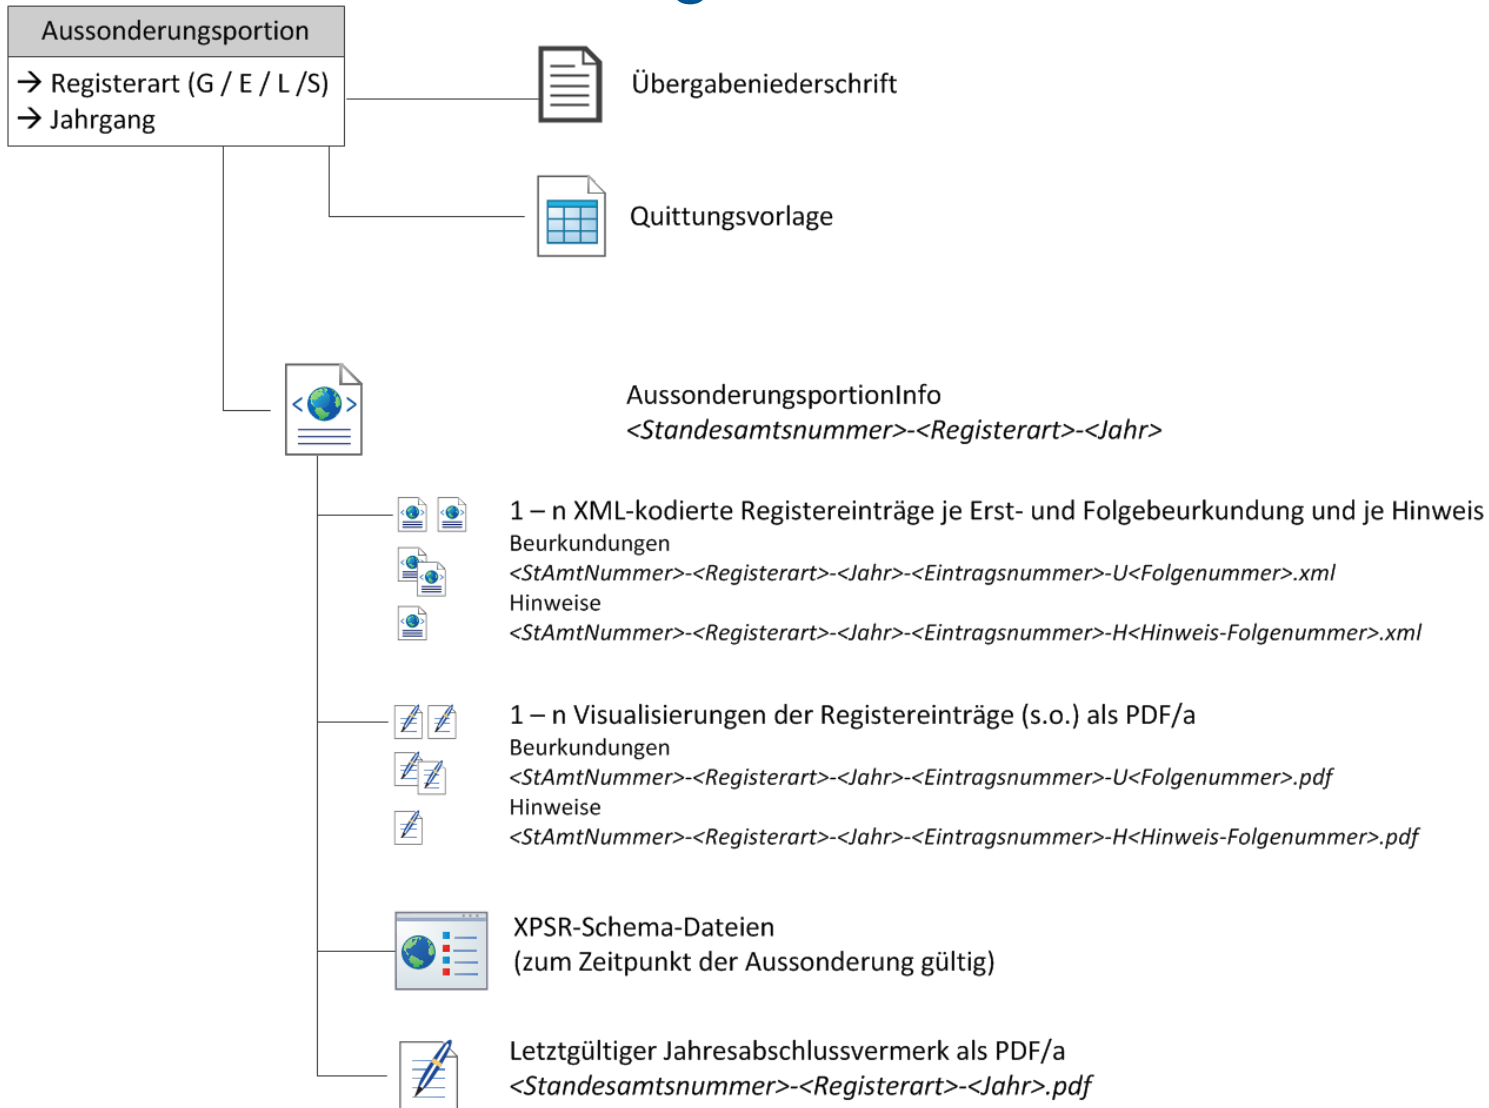 Aussonderungsportion
→ Registerart (G / E / L /S)
→ Jahrgang
Übergabeniederschrift
Quittungsvorlage
AussonderungsportionInfo
<Standesamtsnummer>-<Registerart>-<Jahr>
1 – n XML-kodierte Registereinträge je Erst- und Folgebeurkundung und je Hinweis
Beurkundungen
<StAmtNummer>-<Registerart>-<Jahr>-<Eintragsnummer>-U<Folgenummer>.xml
Hinweise
<StAmtNummer>-<Registerart>-<Jahr>-<Eintragsnummer>-H<Hinweis-Folgenummer>.xml
1 – n Visualisierungen der Registereinträge (s.o.) als PDF/a
Beurkundungen
<StAmtNummer>-<Registerart>-<Jahr>-<Eintragsnummer>-U<Folgenummer>.pdf
Hinweise
<StAmtNummer>-<Registerart>-<Jahr>-<Eintragsnummer>-H<Hinweis-Folgenummer>.pdf
XPSR-Schema-Dateien
(zum Zeitpunkt der Aussonderung gültig)
Letztgültiger Jahresabschlussvermerk als PDF/a
<Standesamtsnummer>-<Registerart>-<Jahr>.pdf